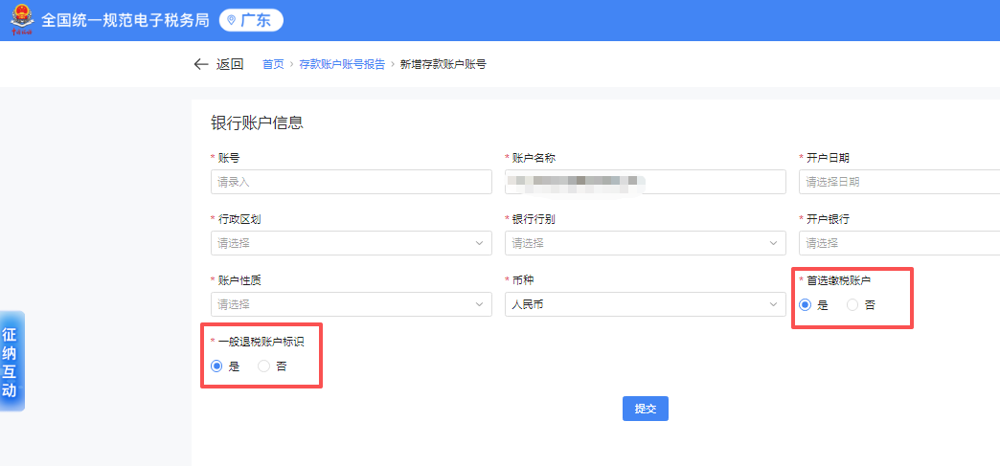 全国统一规范电子税务局 广东
返回 首页 › 存款账户账号报告 › 新增存款账户账号
银行账户信息
* 账号 * 账户名称 * 开户日期
请录入 请选择日期
* 行政区划 * 银行行别 * 开户银行
请选择 请选择 请选择
* 账户性质 * 币种 * 首选缴税账户
请选择 人民币 是 否
* 一般退税账户标识
是 否
提交
征纳互动